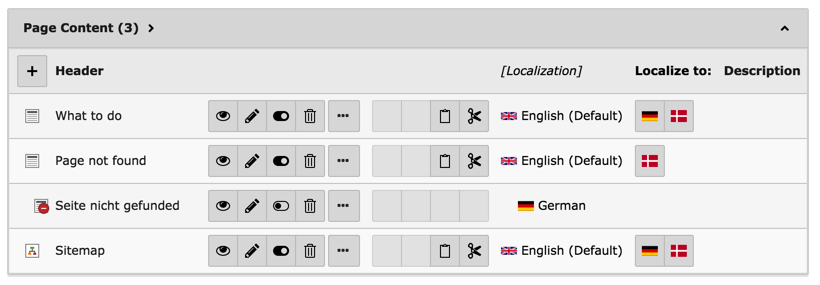 Page Content (3)
Header [Localization] Localize to: Description
What to do English (Default)
Page not found English (Default)
Seite nicht gefunded German
Sitemap English (Default)